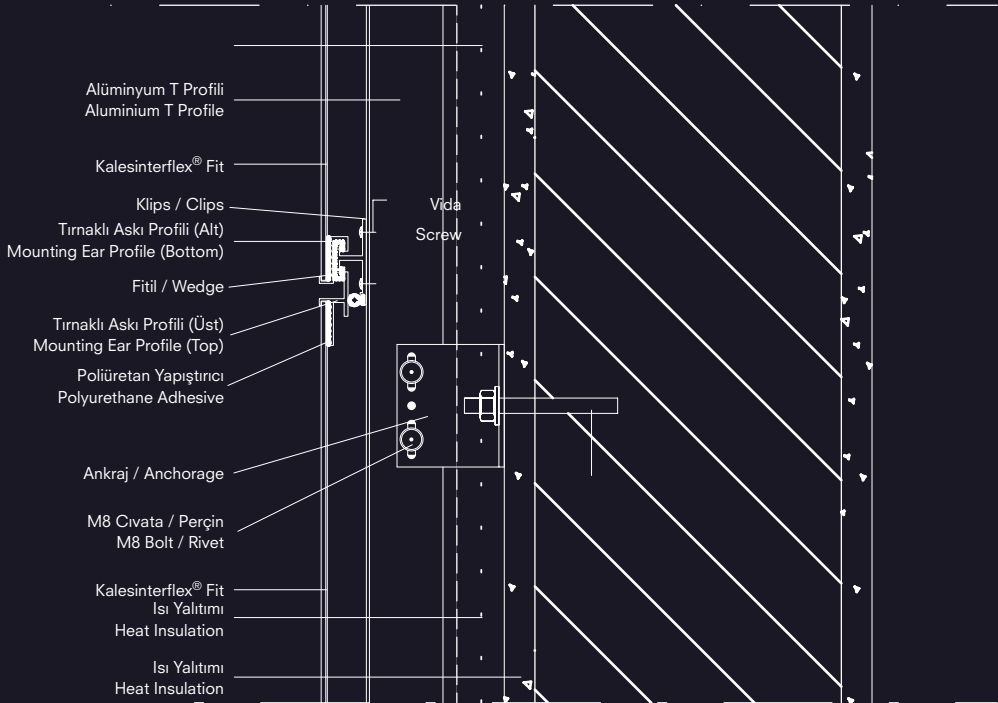 Alüminyum T Profili
Aluminium T Profile
Kalesinterflex® Fit
Klips / Clips
Vida
Screw
Tırnaklı Askı Profili (Alt)
Mounting Ear Profile (Bottom)
Fitil / Wedge
Tırnaklı Askı Profili (Üst)
Mounting Ear Profile (Top)
Poliüretan Yapıştırıcı
Polyurethane Adhesive
Ankraj / Anchorage
M8 Cıvata / Perçin
M8 Bolt / Rivet
Kalesinterflex® Fit
Isı Yalıtımı
Heat Insulation
Isı Yalıtımı
Heat Insulation